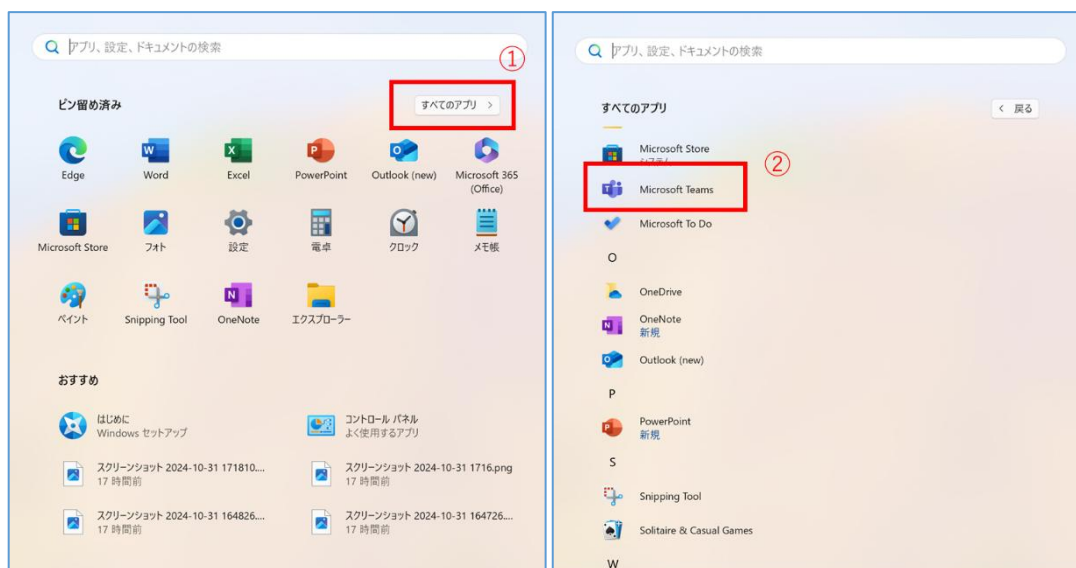 アプリ、設定、ドキュメントの検索
①
ピン留め済み
すべてのアプリ >
Edge
Word
Excel
PowerPoint
Outlook (new)
Microsoft 365
(Office)
Microsoft Store
フォト
設定
電卓
クロック
メモ帳
ペイント
Snipping Tool
OneNote
エクスプローラー
おすすめ
はじめに
Windows セットアップ
コントロール パネル
よく使用するアプリ
スクリーンショット 2024-10-31 171810....
17 時間前
スクリーンショット 2024-10-31 1716.png
17 時間前
スクリーンショット 2024-10-31 164826....
17 時間前
スクリーンショット 2024-10-31 164726....
17 時間前
アプリ、設定、ドキュメントの検索
すべてのアプリ
< 戻る
Microsoft Store
システム
②
Microsoft Teams
Microsoft To Do
O
OneDrive
OneNote
新規
Outlook (new)
P
PowerPoint
新規
S
Snipping Tool
Solitaire & Casual Games
W